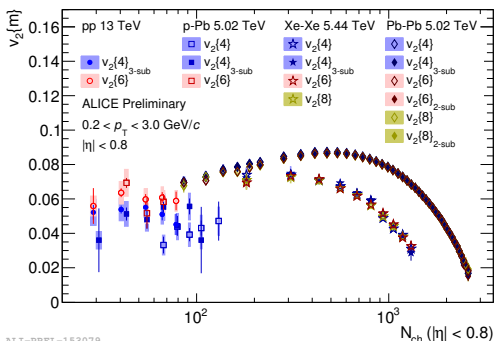 v2{m}
pp 13 TeV
v2{4}3-sub
v2{6}
p-Pb 5.02 TeV
v2{4}
v2{4}3-sub
v2{6}
Xe-Xe 5.44 TeV
v2{4}
v2{4}3-sub
v2{6}
v2{8}
Pb-Pb 5.02 TeV
v2{4}
v2{4}3-sub
v2{6}
v2{6}2-sub
v2{8}
v2{8}2-sub
ALICE Preliminary
0.2 < pT < 3.0 GeV/c
|η| < 0.8
0.16
0.14
0.12
0.1
0.08
0.06
0.04
0.02
0
10²
10³
Nch (|η| < 0.8)
ALI-PREL-153079